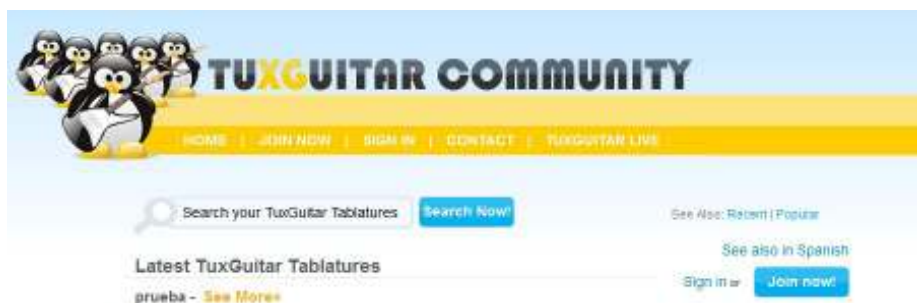 TUXGUITAR COMMUNITY
HOME | JOIN NOW | SIGN IN | CONTACT | TUXGUITAR LIVE
Search your TuxGuitar Tablatures Search Now!
See Also: Recent | Popular
See also in Spanish
Latest TuxGuitar Tablatures
Sign in or Join now!
prueba - See More»